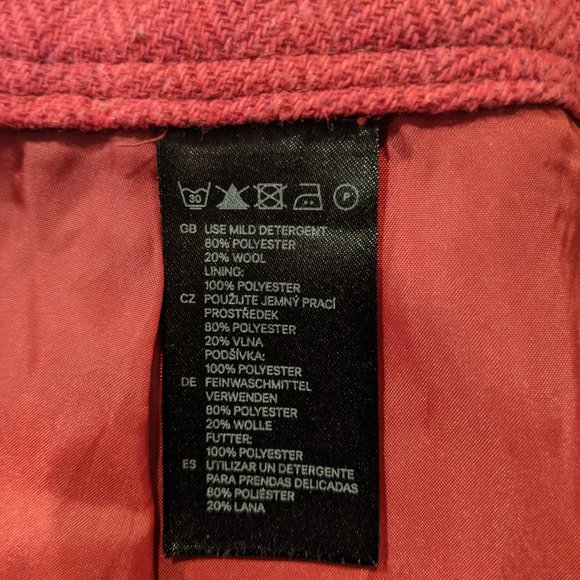 30 P
GB USE MILD DETERGENT
80% POLYESTER
20% WOOL
LINING:
100% POLYESTER
CZ POUŽIJTE JEMNÝ PRACÍ
PROSTŘEDEK
80% POLYESTER
20% VLNA
PODŠÍVKA:
100% POLYESTER
DE FEINWASCHMITTEL
VERWENDEN
80% POLYESTER
20% WOLLE
FUTTER:
100% POLYESTER
ES UTILIZAR UN DETERGENTE
PARA PRENDAS DELICADAS
80% POLIÉSTER
20% LANA